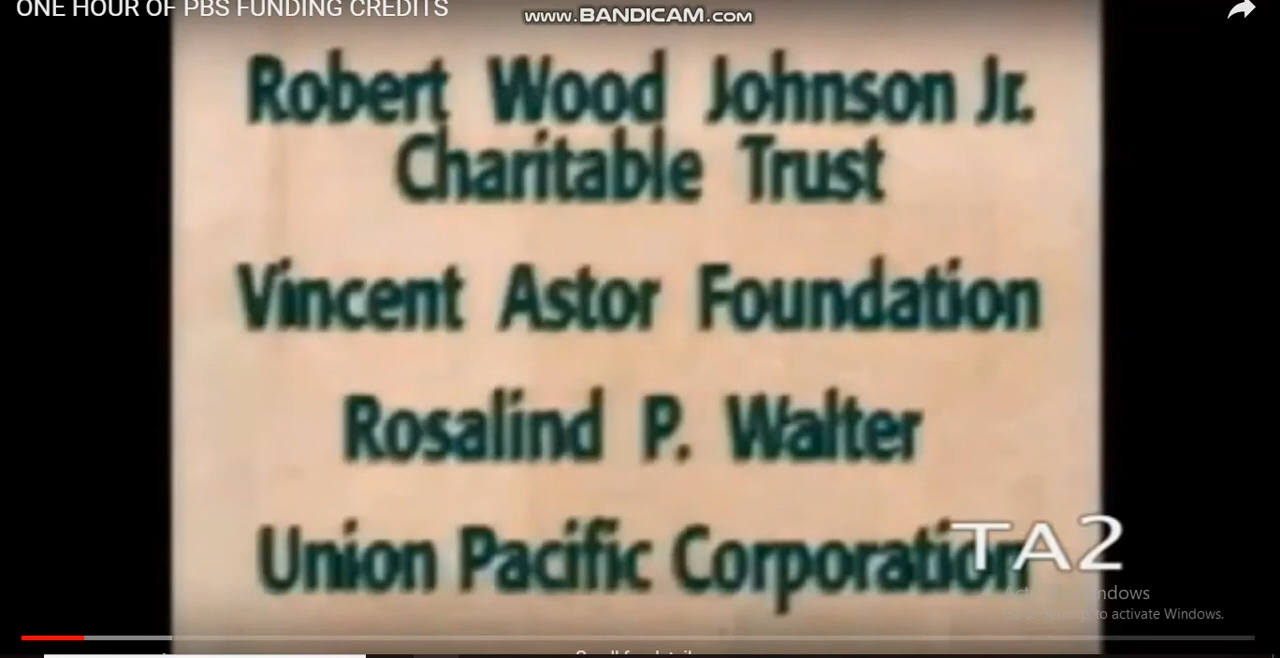 ONE HOUR OF PBS FUNDING CREDITS
www.BANDICAM.com
Robert Wood Johnson Jr.
Charitable Trust
Vincent Astor Foundation
Rosalind P. Walter
Union Pacific Corporation
TA2
to activate Windows.